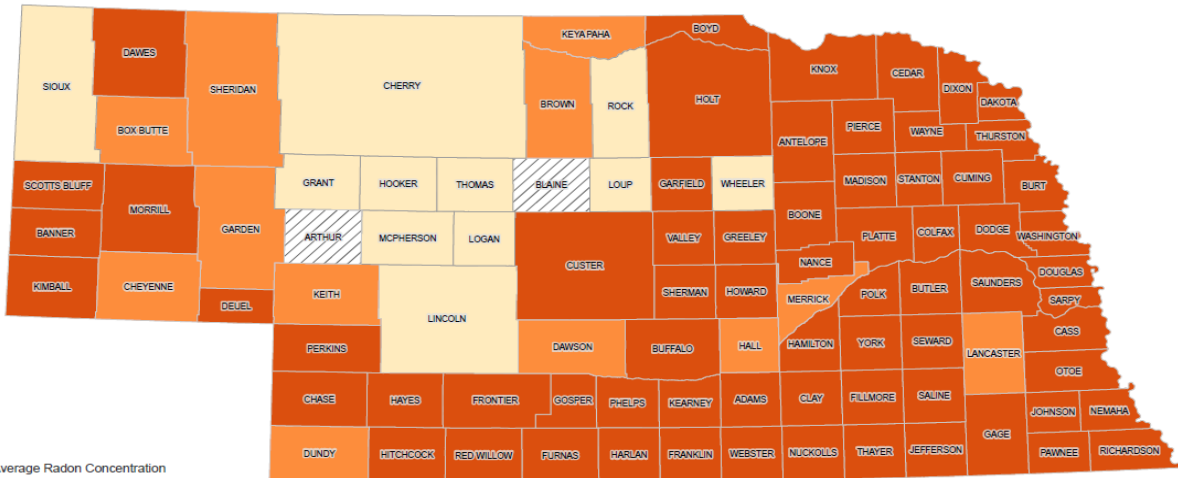 BOYD
KEYA PAHA
DAWES
KNOX
CEDAR
SIOUX
SHERIDAN
CHERRY
DIXON
BROWN
ROCK
HOLT
DAKOTA
BOX BUTTE
ANTELOPE
PIERCE
WAYNE
THURSTON
SCOTTS BLUFF
GRANT
HOOKER
THOMAS
BLAINE
LOUP
GARFIELD
WHEELER
MADISON
STANTON
CUMING
BURT
MORRILL
BANNER
GARDEN
ARTHUR
MCPHERSON
LOGAN
VALLEY
GREELEY
BOONE
PLATTE
COLFAX
DODGE
WASHINGTON
CUSTER
NANCE
KIMBALL
CHEYENNE
DEUEL
KEITH
LINCOLN
SHERMAN
HOWARD
MERRICK
POLK
BUTLER
SAUNDERS
DOUGLAS
SARPY
PERKINS
DAWSON
BUFFALO
HALL
HAMILTON
YORK
SEWARD
LANCASTER
CASS
OTOE
CHASE
HAYES
FRONTIER
GOSPER
PHELPS
KEARNEY
ADAMS
CLAY
FILLMORE
SALINE
JOHNSON
NEMAHA
DUNDY
HITCHCOCK
RED WILLOW
FURNAS
HARLAN
FRANKLIN
WEBSTER
NUCKOLLS
THAYER
JEFFERSON
GAGE
PAWNEE
RICHARDSON
verage Radon Concentration